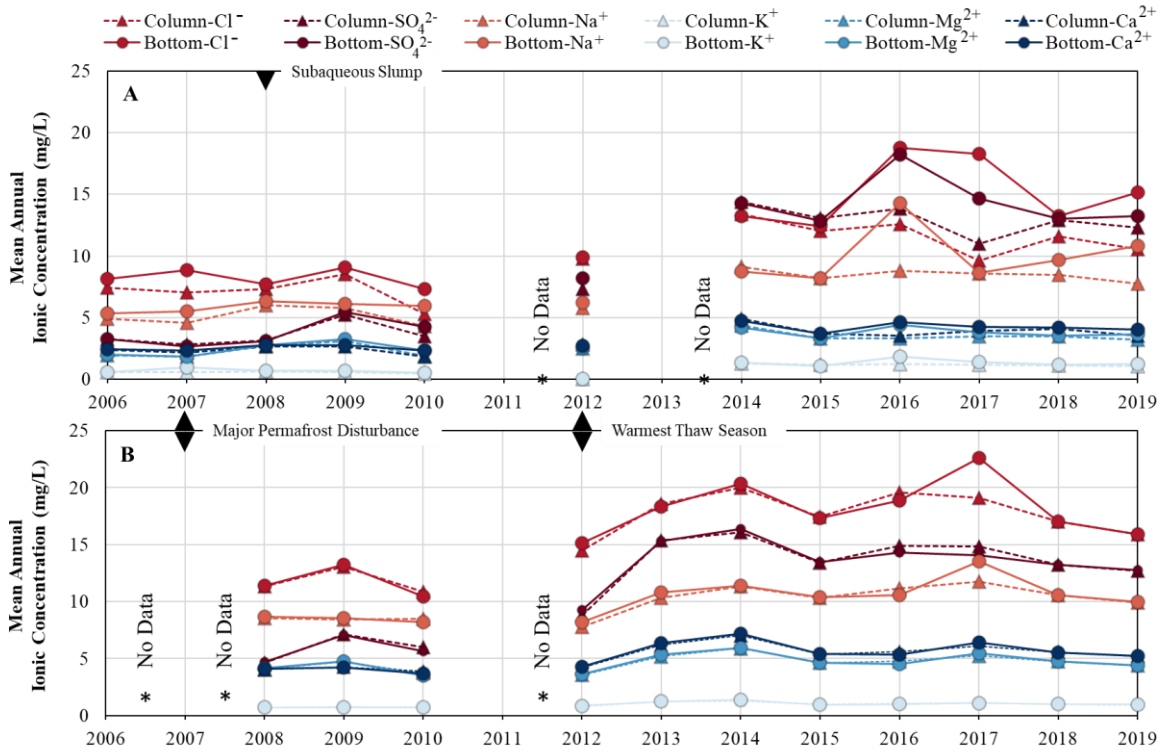 Column-Cl⁻ Column-SO₄²⁻ Column-Na⁺ Column-K⁺ Column-Mg²⁺ Column-Ca²⁺
Bottom-Cl⁻ Bottom-SO₄²⁻ Bottom-Na⁺ Bottom-K⁺ Bottom-Mg²⁺ Bottom-Ca²⁺
Subaqueous Slump
A
Mean Annual
Ionic Concentration (mg/L)
25
20
15
10
5
0
No Data
*
No Data
*
2006 2007 2008 2009 2010 2011 2012 2013 2014 2015 2016 2017 2018 2019
Major Permafrost Disturbance Warmest Thaw Season
B
Mean Annual
Ionic Concentration (mg/L)
25
20
15
10
5
0
No Data
*
No Data
*
No Data
*
2006 2007 2008 2009 2010 2011 2012 2013 2014 2015 2016 2017 2018 2019